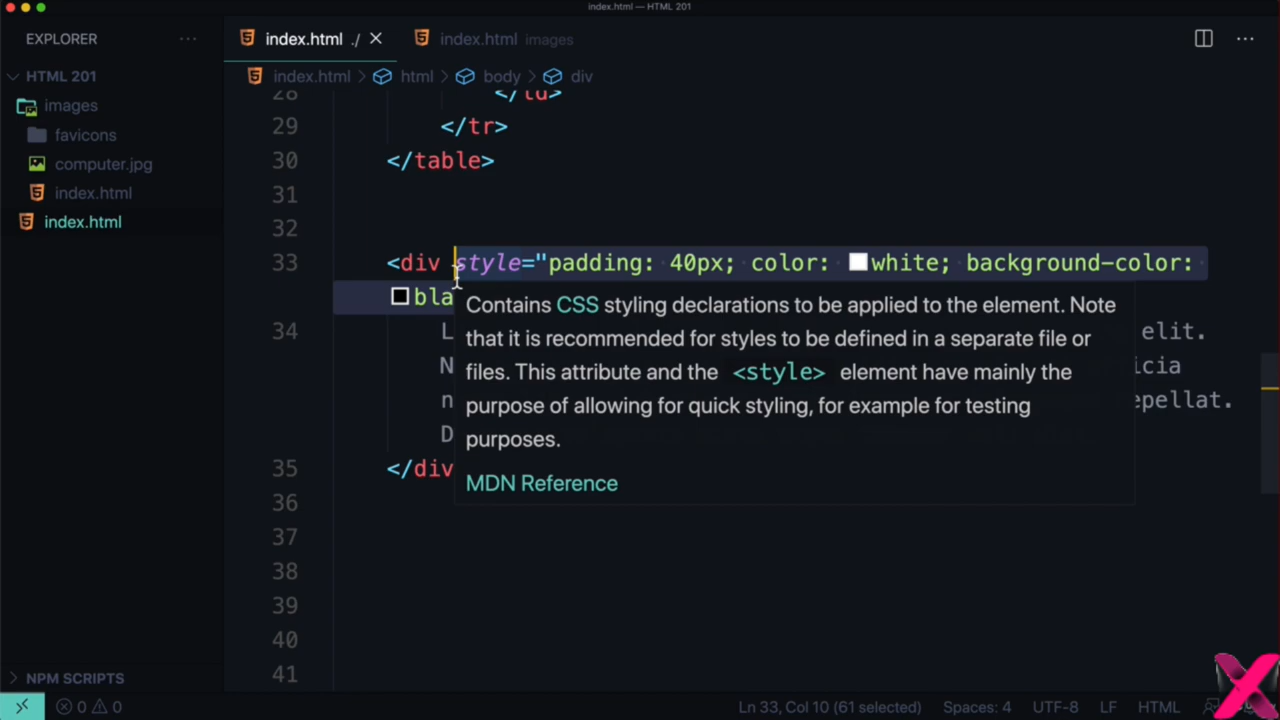 index.html — HTML 201
EXPLORER
index.html ./
index.html images
HTML 201
index.html > html > body > div
images
favicons
computer.jpg
index.html
index.html
28 </td>
29 </tr>
30 </table>
31
32
33 <div style="padding: 40px; color: white; background-color:
bla
34 L elit.
N icia
n epellat.
D
35 </div
36
37
38
39
40
41
Contains CSS styling declarations to be applied to the element. Note
that it is recommended for styles to be defined in a separate file or
files. This attribute and the <style> element have mainly the
purpose of allowing for quick styling, for example for testing
purposes.
MDN Reference
NPM SCRIPTS
0 0
Ln 33, Col 10 (61 selected) Spaces: 4 UTF-8 LF HTML
X